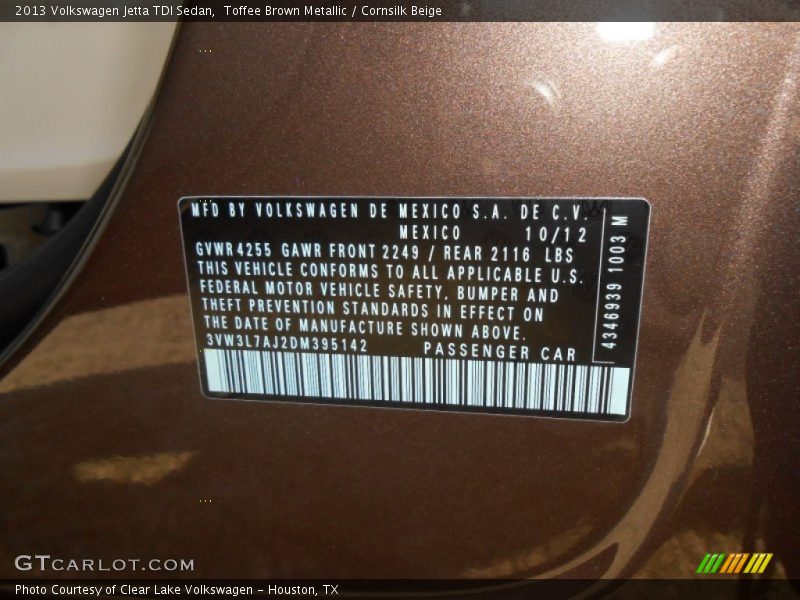 2013 Volkswagen Jetta TDI Sedan,  Toffee Brown Metallic / Cornsilk Beige
MFD BY VOLKSWAGEN DE MEXICO S.A. DE C.V.
MEXICO 10/12
GVWR 4255 GAWR FRONT 2249 / REAR 2116 LBS
THIS VEHICLE CONFORMS TO ALL APPLICABLE U.S.
FEDERAL MOTOR VEHICLE SAFETY, BUMPER AND
THEFT PREVENTION STANDARDS IN EFFECT ON
THE DATE OF MANUFACTURE SHOWN ABOVE.
3VW3L7AJ2DM395142 PASSENGER CAR
4346939 1003 M
GTCARLOT.COM
Photo Courtesy of Clear Lake Volkswagen - Houston, TX